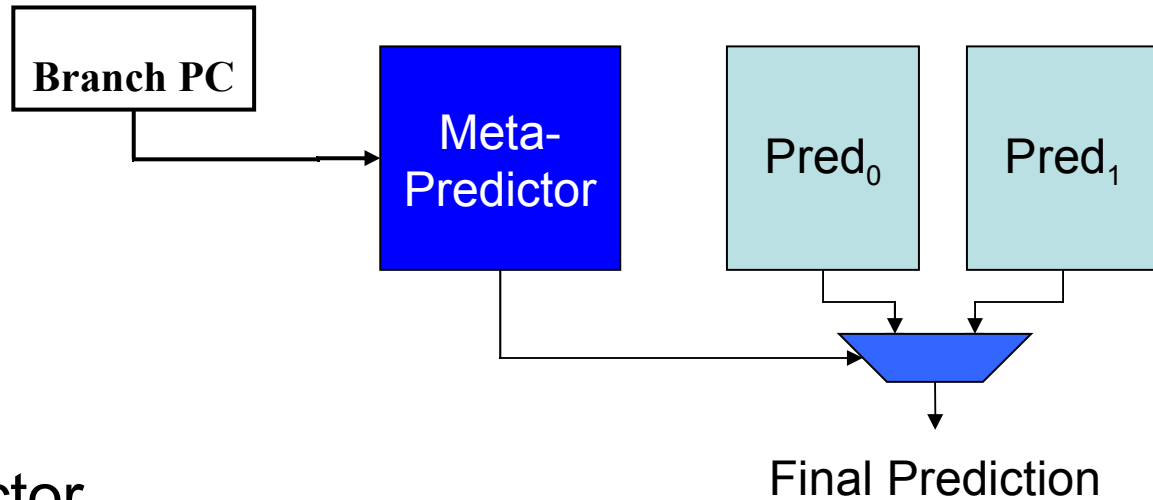 Branch PC
Meta-
Predictor
Pred₀
Pred₁
Final Prediction